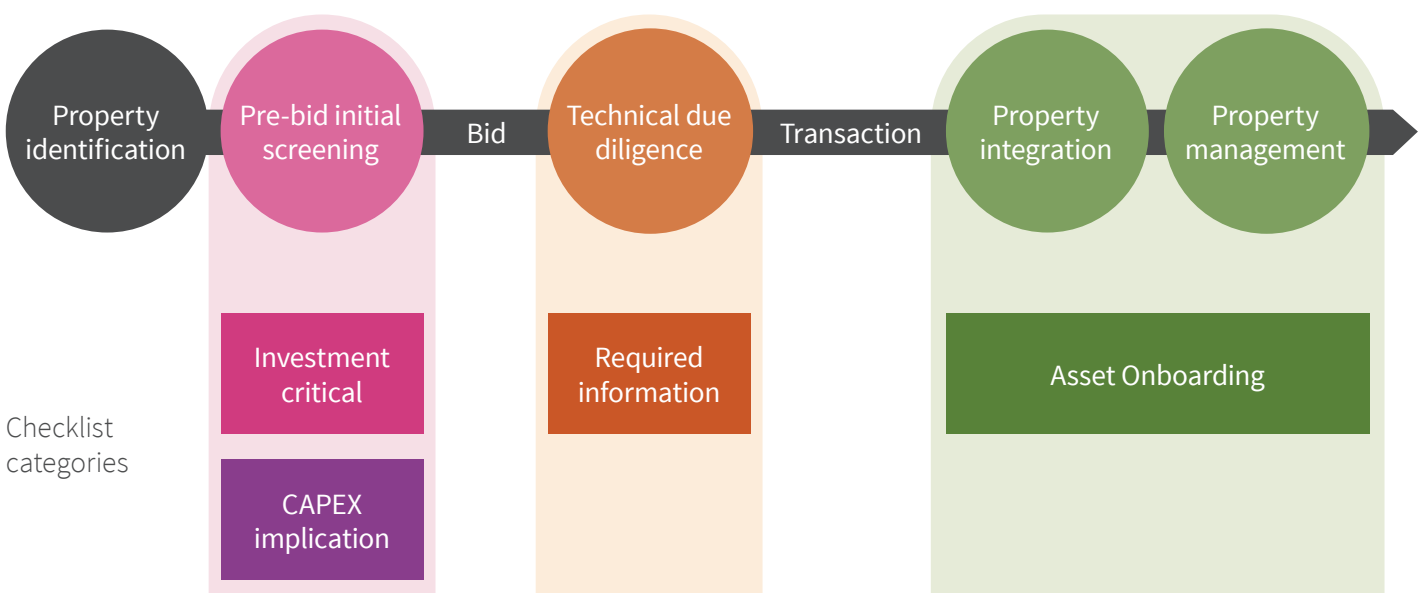 Property
identification
Pre-bid initial
screening
Bid
Technical due
diligence
Transaction
Property
integration
Property
management
Checklist
categories
Investment
critical
CAPEX
implication
Required
information
Asset Onboarding